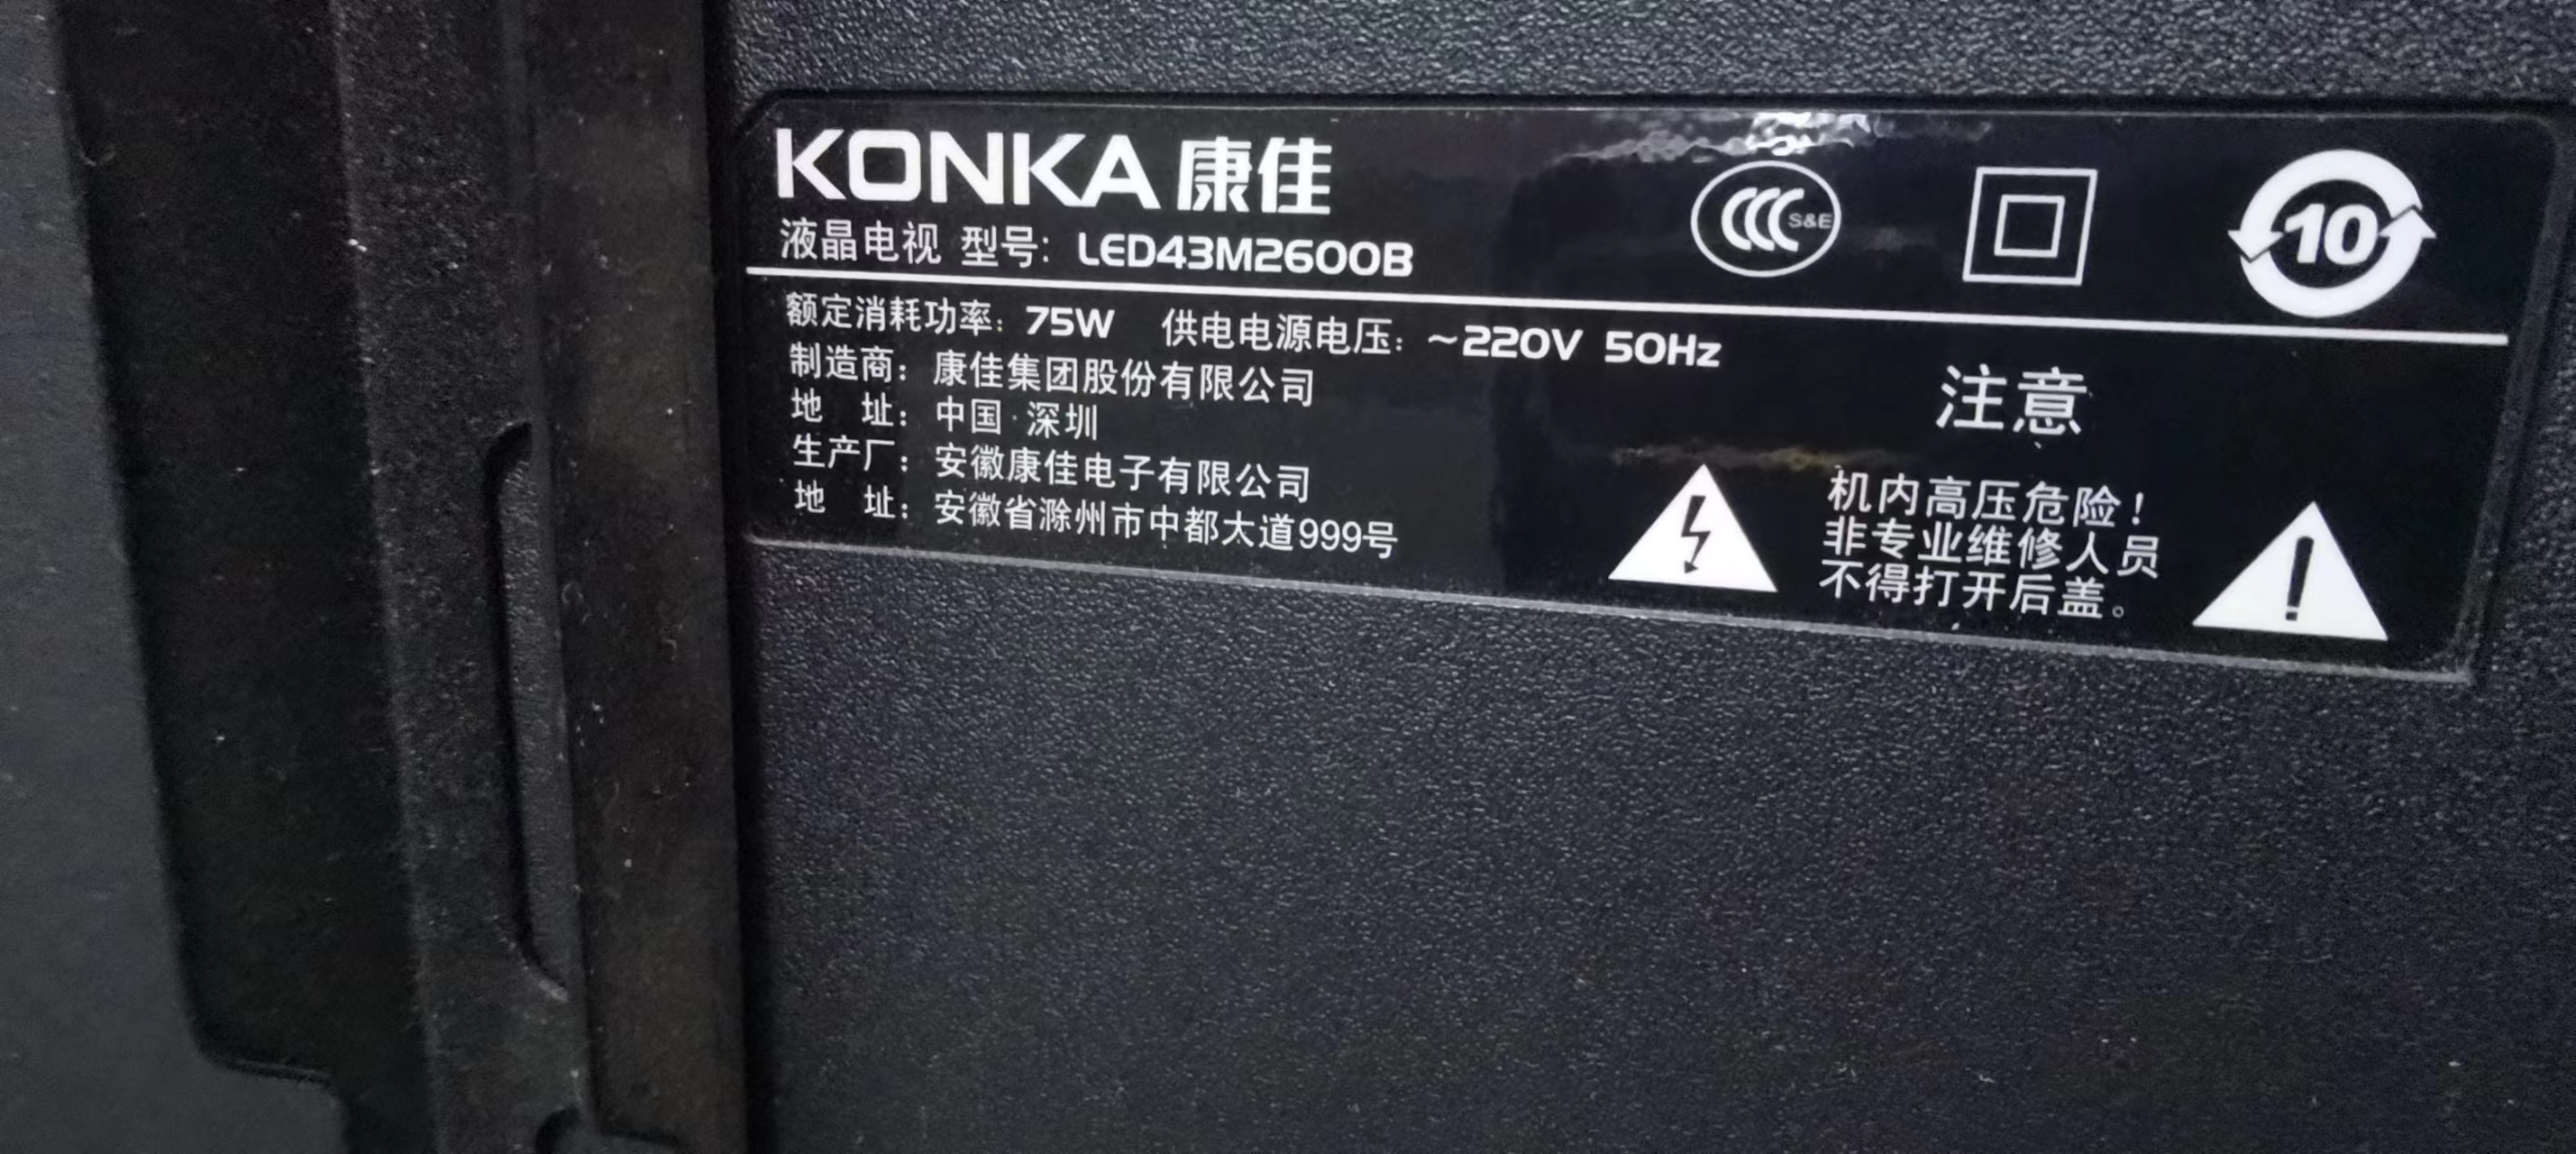 KONKA 康佳
液晶电视 型号: LED43M2600B
CCC S&E
10
额定消耗功率: 75W 供电电源电压: ~220V 50Hz
制造商: 康佳集团股份有限公司
地 址: 中国·深圳
生产厂: 安徽康佳电子有限公司
地 址: 安徽省滁州市中都大道999号
注意
机内高压危险!
非专业维修人员
不得打开后盖。
!